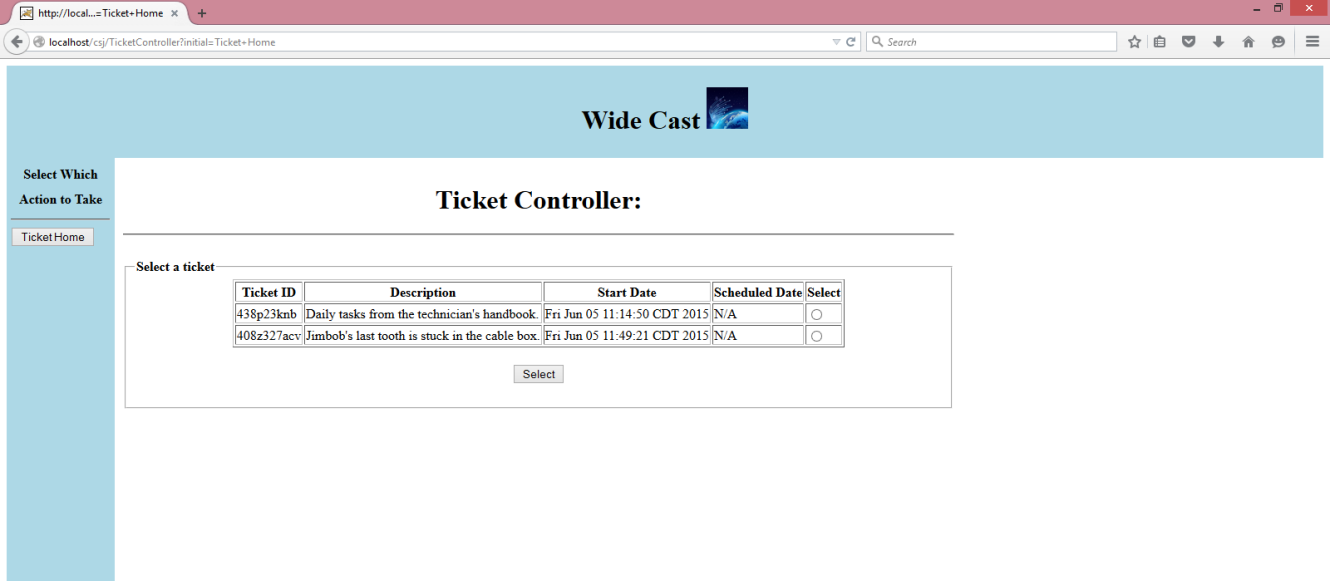 http://local...=Ticket+Home
localhost/csj/TicketController?initial=Ticket+Home
Search
Wide Cast
Select Which
Action to Take
Ticket Home
Ticket Controller:
Select a ticket
Ticket ID Description Start Date Scheduled Date Select
438p23knb Daily tasks from the technician's handbook. Fri Jun 05 11:14:50 CDT 2015 N/A
408z327acv Jimbob's last tooth is stuck in the cable box. Fri Jun 05 11:49:21 CDT 2015 N/A
Select